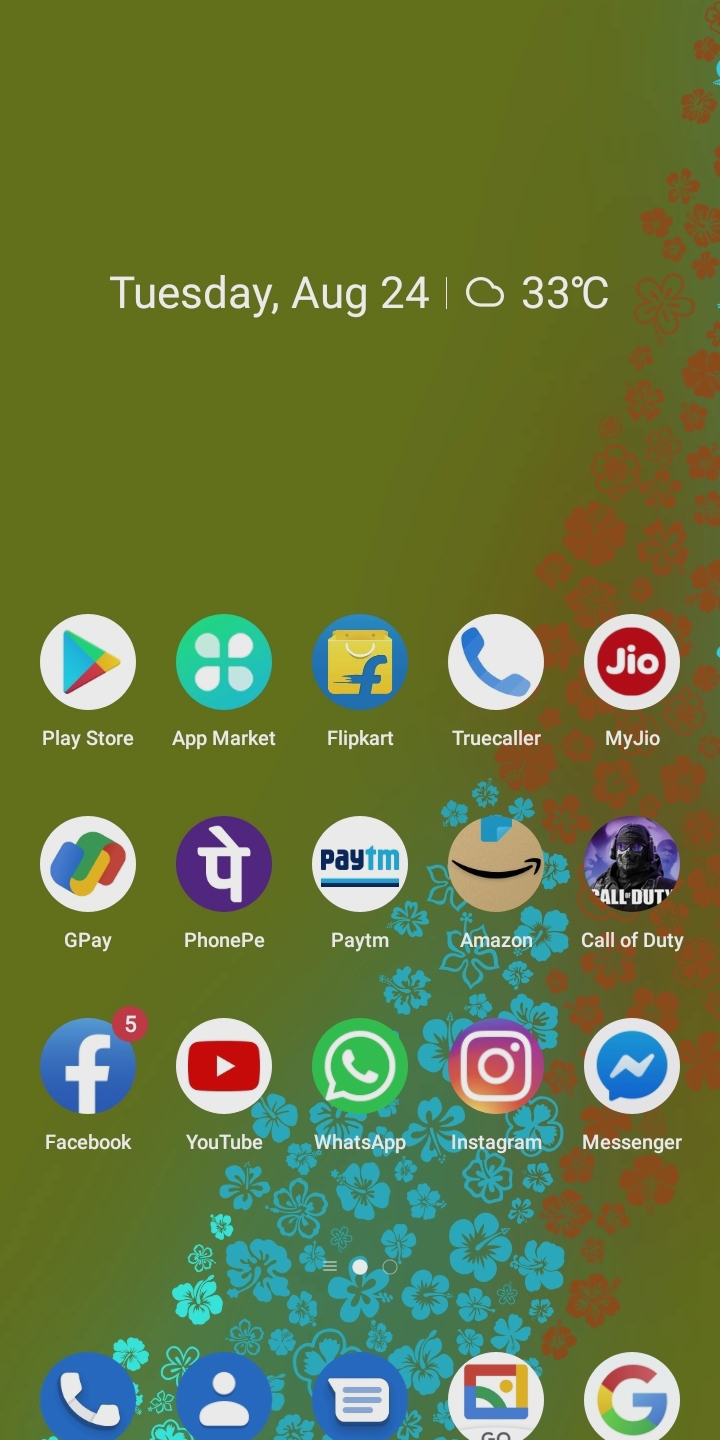 Tuesday, Aug 24 33°C
Jio
Play Store App Market Flipkart Truecaller MyJio
पे paytm CALL OF DUTY
GPay PhonePe Paytm Amazon Call of Duty
5
Facebook YouTube WhatsApp Instagram Messenger
GO